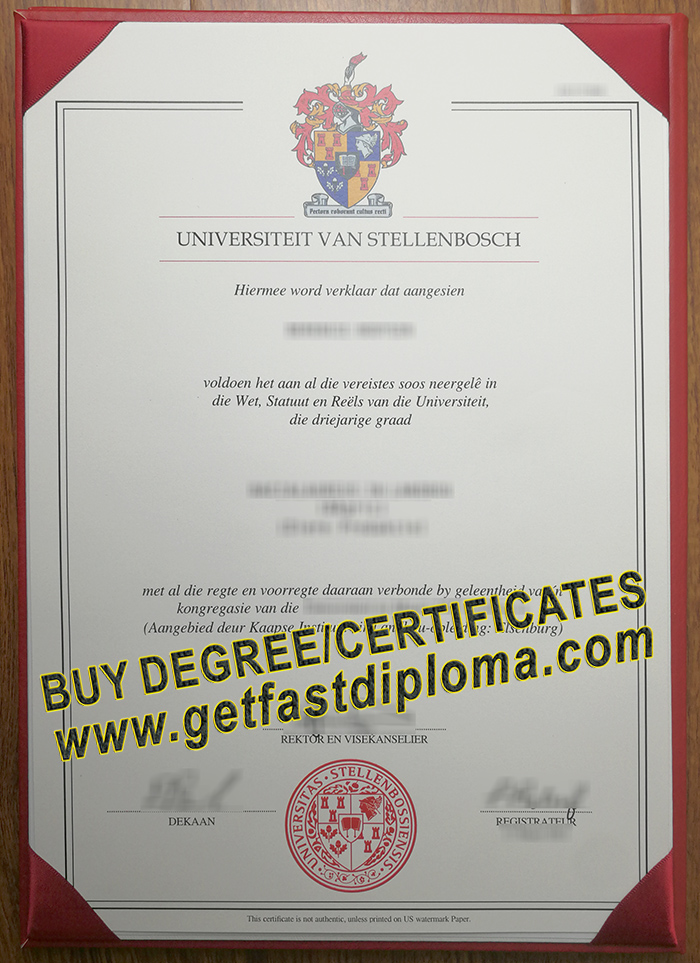 Pectora roborant cultus recti
UNIVERSITEIT VAN STELLENBOSCH
Hiermee word verklaar dat aangesien
voldoen het aan al die vereistes soos neergelê in
die Wet, Statuut en Reëls van die Universiteit,
die driejarige graad
met al die regte en voorregte daaraan verbonde by geleentheid van 'n
kongregasie van die
(Aangebied deur Kaapse Elsenburg)
BUY DEGREE/CERTIFICATES
www.getfastdiploma.com
REKTOR EN VISEKANSELIER
DEKAAN
REGISTRATEUR
UNIVERSITAS · STELLENBOSSIENSIS
This certificate is not authentic, unless printed on US watermark Paper.